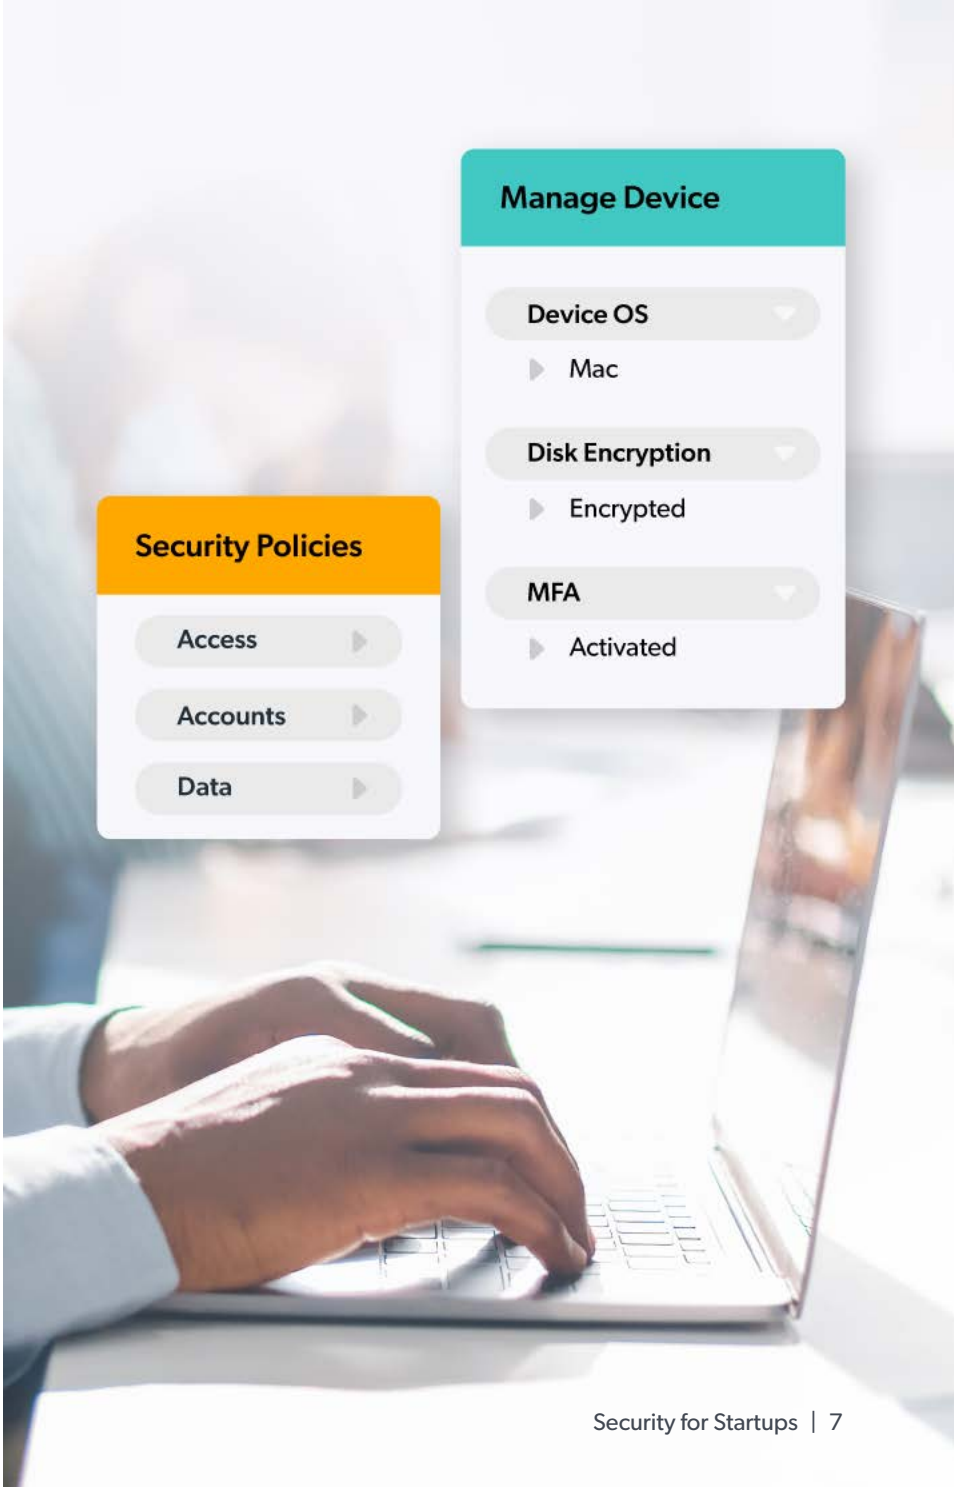 Manage Device
Device OS
Mac
Disk Encryption
Encrypted
MFA
Activated
Security Policies
Access
Accounts
Data
Security for Startups | 7